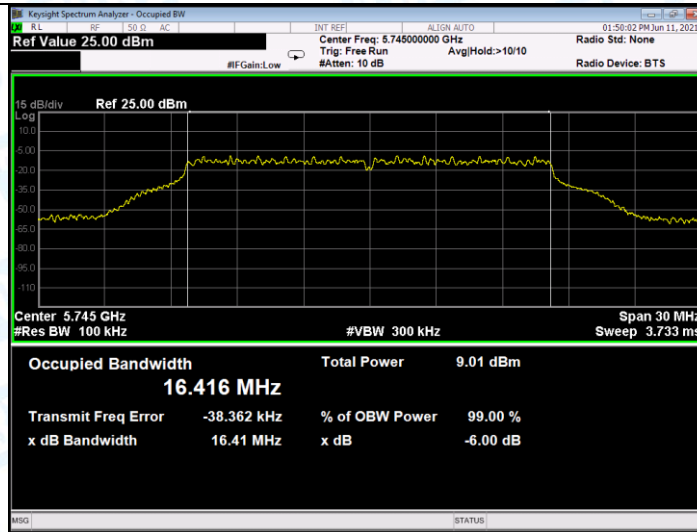 Keysight Spectrum Analyzer - Occupied BW
RL RF 50 Ω AC INT REF ALIGN AUTO 01:50:02 PM Jun 11, 2021
Ref Value 25.00 dBm
Center Freq: 5.745000000 GHz
Radio Std: None
Trig: Free Run Avg|Hold:>10/10
#IFGain:Low #Atten: 10 dB Radio Device: BTS
15 dB/div Ref 25.00 dBm
Log
10.0
-5.00
-20.0
-35.0
-50.0
-65.0
-80.0
-95.0
-110
Center 5.745 GHz Span 30 MHz
#Res BW 100 kHz #VBW 300 kHz Sweep 3.733 ms
Occupied Bandwidth Total Power 9.01 dBm
16.416 MHz
Transmit Freq Error -38.362 kHz % of OBW Power 99.00 %
x dB Bandwidth 16.41 MHz x dB -6.00 dB
MSG STATUS